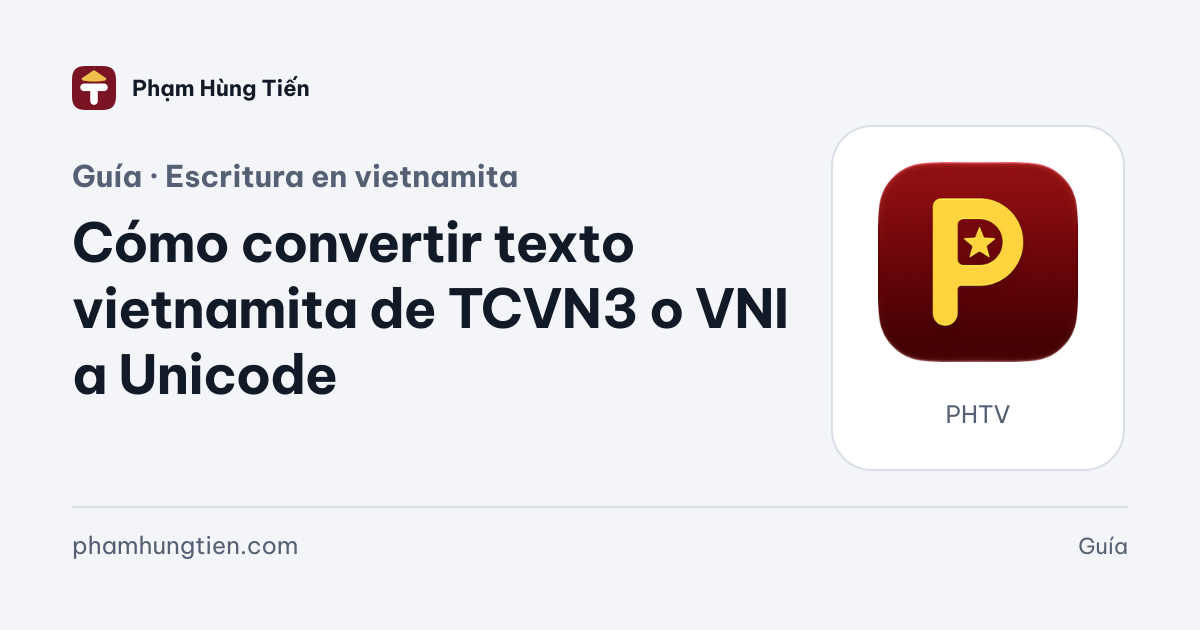 Phạm Hùng Tiến
Guía · Escritura en vietnamita
Cómo convertir texto
vietnamita de TCVN3 o VNI
a Unicode
PHTV
phamhungtien.com
Guía